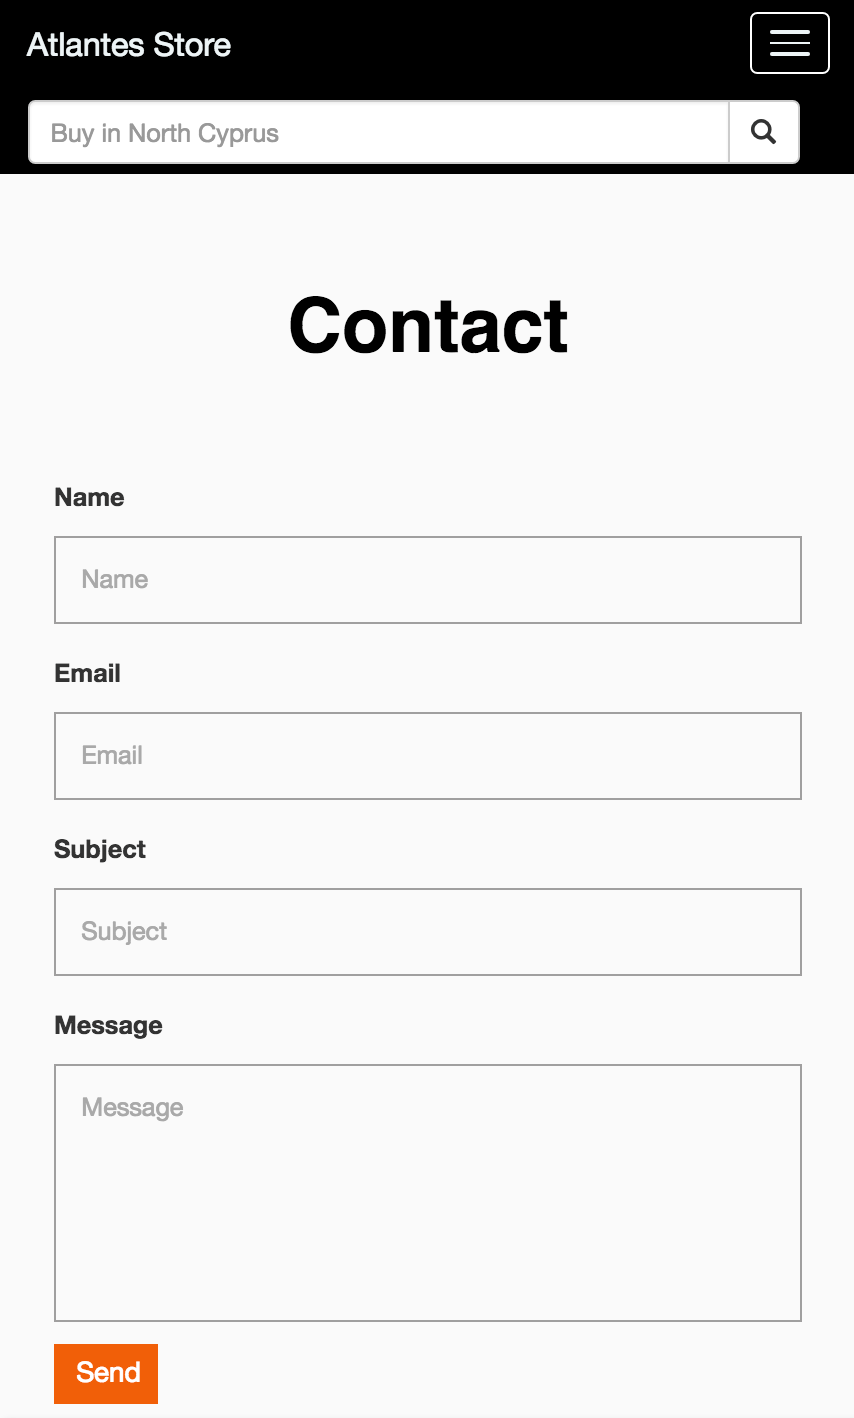 Atlantes Store
Buy in North Cyprus
Contact
Name
Name
Email
Email
Subject
Subject
Message
Message
Send